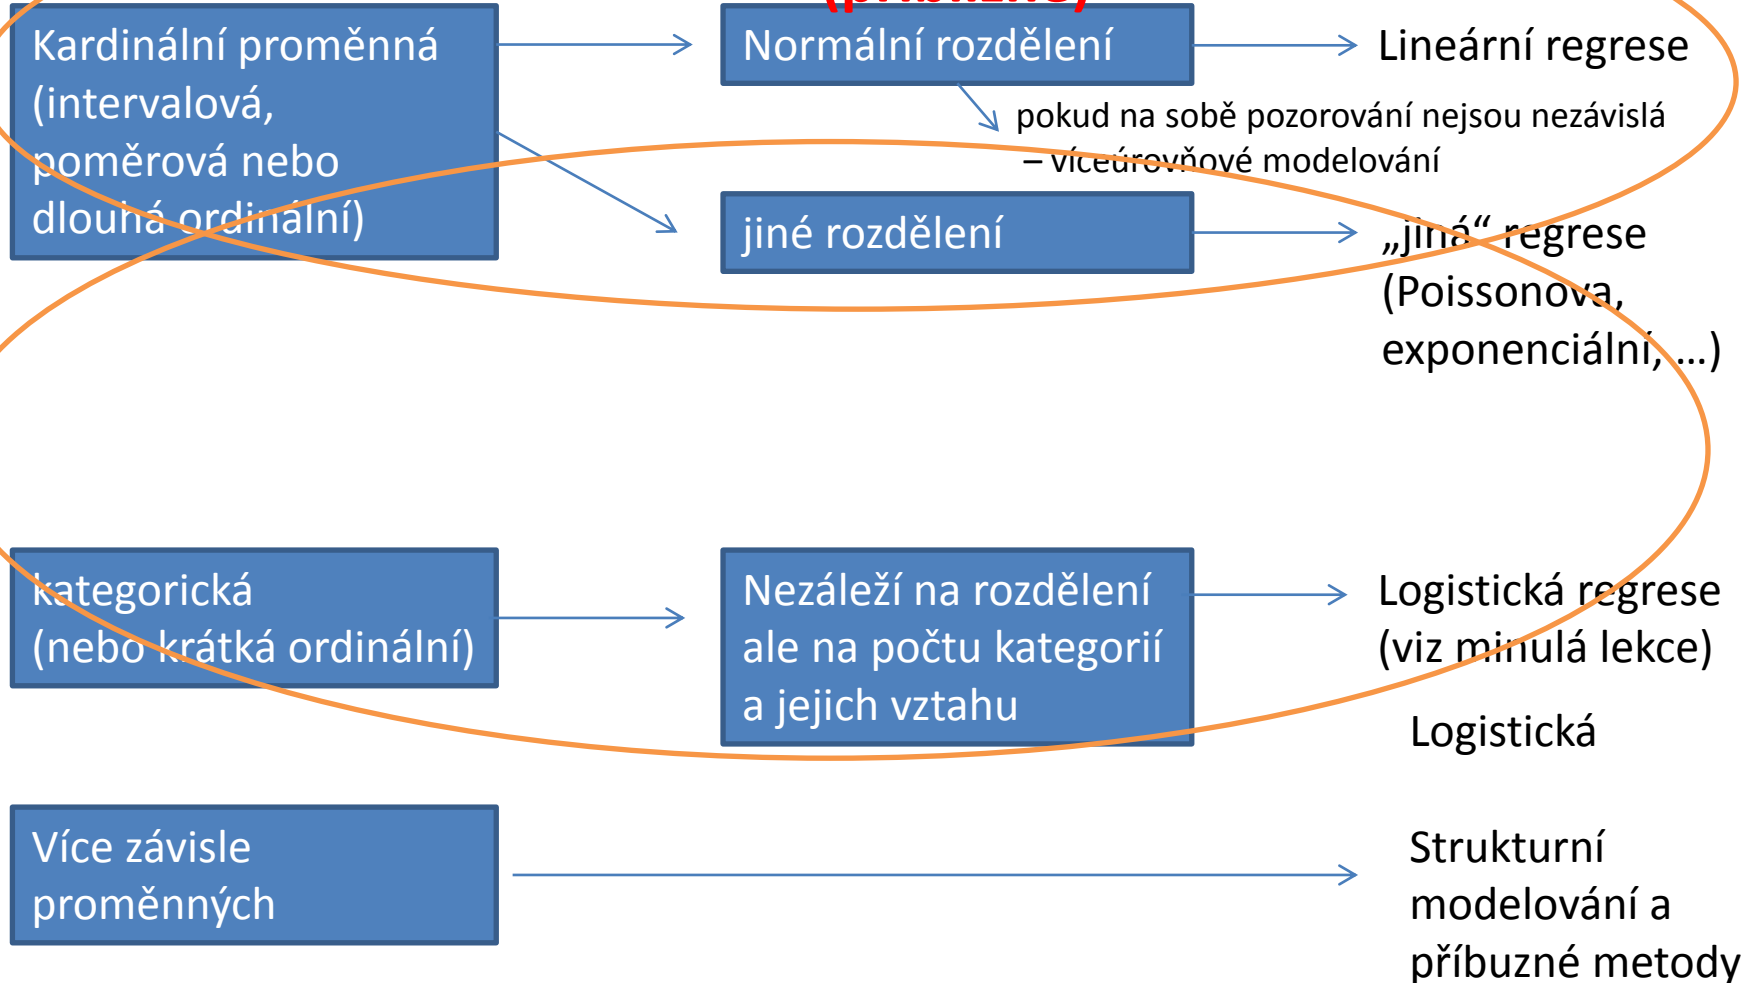 Kardinální proměnná
(intervalová,
poměrová nebo
dlouhá ordinální)
(přibližně)
Normální rozdělení
Lineární regrese
pokud na sobě pozorování nejsou nezávislá
– víceúrovňové modelování
jiné rozdělení
„jiná“ regrese
(Poissonova,
exponenciální, …)
kategorická
(nebo krátká ordinální)
Nezáleží na rozdělení
ale na počtu kategorií
a jejich vztahu
Logistická regrese
(viz minulá lekce)
Logistická
Více závisle
proměnných
Strukturní
modelování a
příbuzné metody